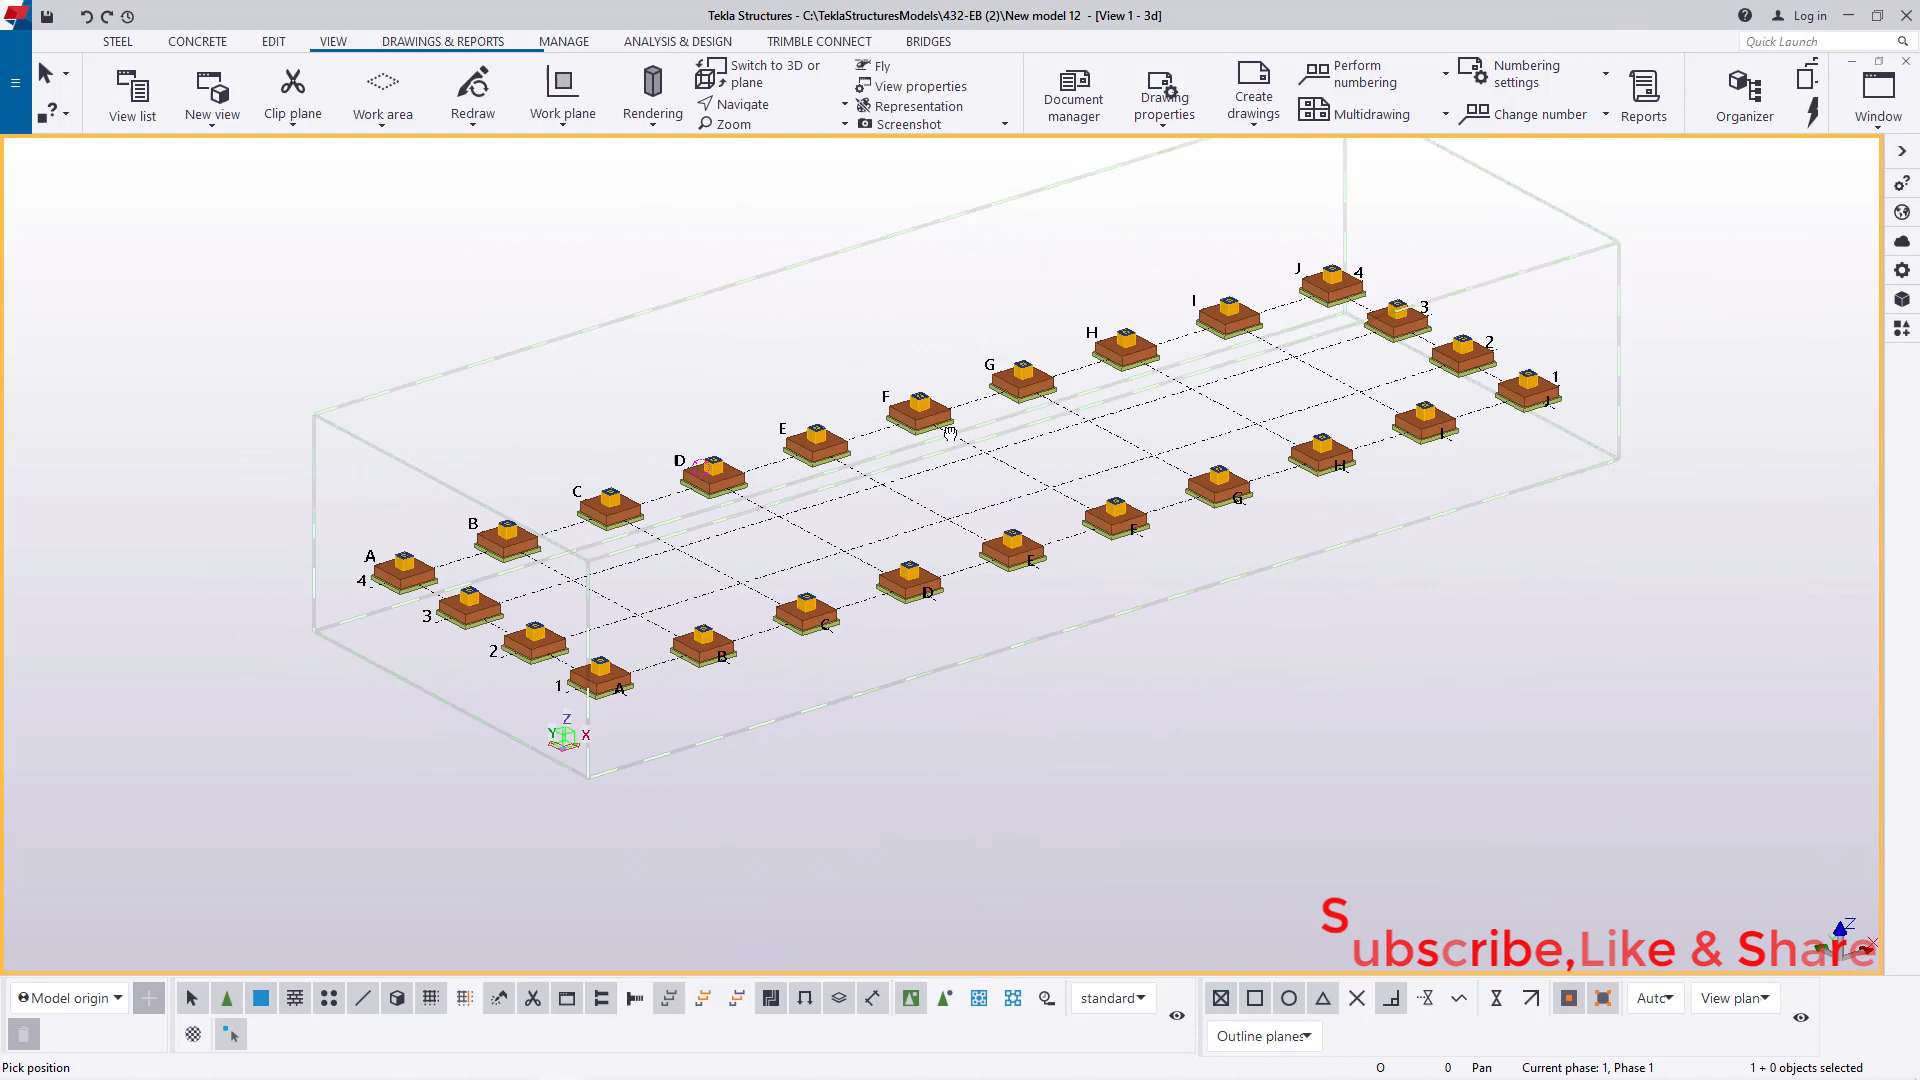 Tekla Structures - C:\TeklaStructuresModels\432-EB (2)\New model 12 - [View 1 - 3d]
Log in
STEEL CONCRETE EDIT VIEW DRAWINGS & REPORTS MANAGE ANALYSIS & DESIGN TRIMBLE CONNECT BRIDGES
Quick Launch
View list
New view
Clip plane
Work area
Redraw
Work plane
Rendering
Switch to 3D or plane
Navigate
Zoom
Fly
View properties
Representation
Screenshot
Document manager
Drawing properties
Create drawings
Perform numbering
Multidrawing
Numbering settings
Change number
Reports
Organizer
Window
J 4
I 3
H 2
G 1
F J
E I
D H
C G
B F
A E
4 D
3 C
2 B
1 A
Z
Y X
Subscribe,Like & Share
Z
X
Model origin
standard
Auto
View plan
Outline planes
Pick position
O 0 Pan Current phase: 1, Phase 1 1 + 0 objects selected